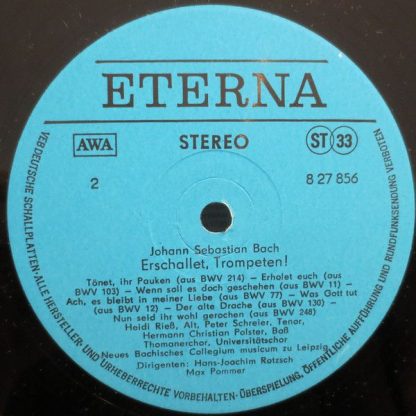 ETERNA
AWA
STEREO
ST 33
2
8 27 856
Johann Sebastian Bach
Erschallet, Trompeten!
Tönet, ihr Pauken (aus BWV 214) - Erholet euch (aus
BWV 103) - Wenn soll es doch geschehen (aus BWV 11) -
Ach, es bleibt in meiner Liebe (aus BWV 77) - Was Gott tut
(aus BWV 12) - Der alte Drache (aus BWV 130) -
Nun seid ihr wohl gerochen (aus BWV 248)
Heidi Rieß, Alt, Peter Schreier, Tenor,
Hermann Christian Polster, Baß
Thomanerchor, Universitätschor
Neues Bachisches Collegium musicum zu Leipzig
Dirigenten: Hans-Joachim Rotzsch
Max Pommer
VEB DEUTSCHE SCHALLPLATTEN · ALLE HERSTELLER- UND URHEBERRECHTE VORBEHALTEN · ÜBERSPIELUNG, ÖFFENTLICHE AUFFÜHRUNG UND RUNDFUNKSENDUNG VERBOTEN